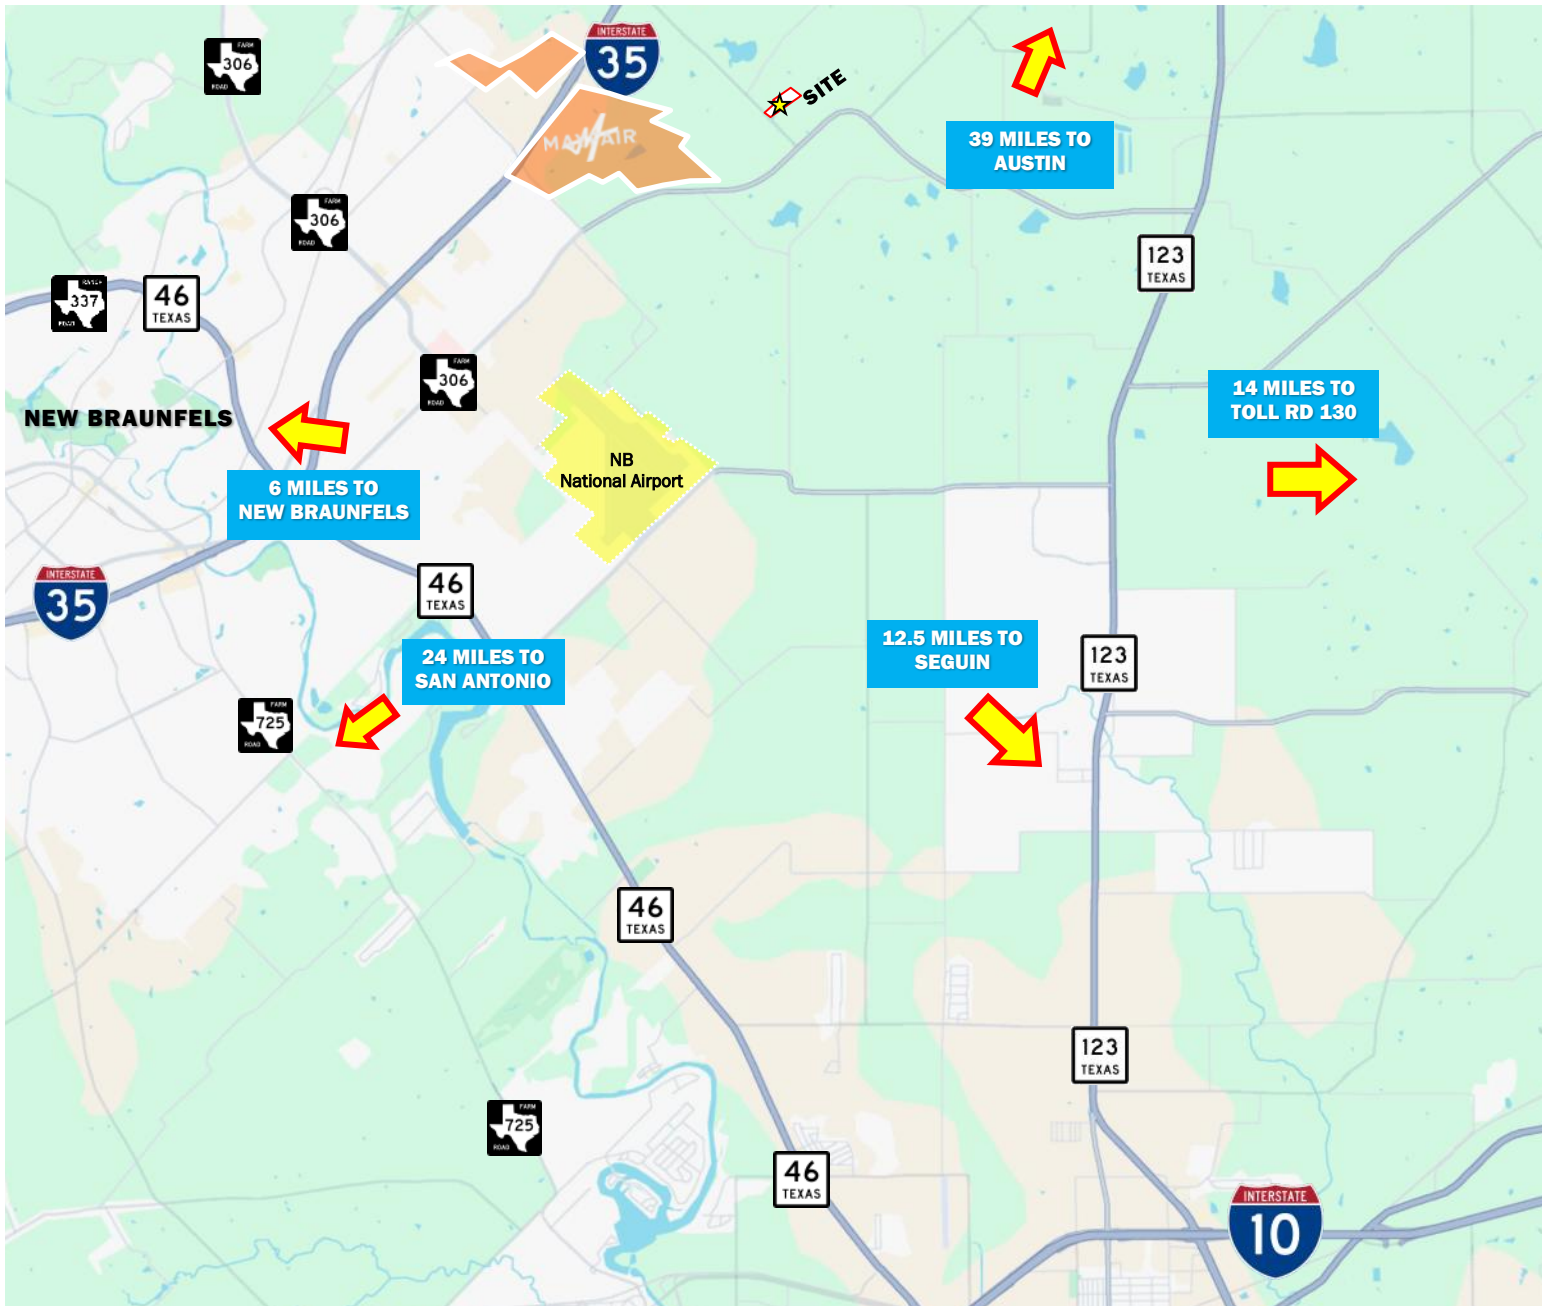 INTERSTATE
35
FARM
306
ROAD
SITE
MAYFAIR
39 MILES TO
AUSTIN
FARM
306
ROAD
123
TEXAS
RANCH
337
ROAD
46
TEXAS
FARM
306
ROAD
14 MILES TO
TOLL RD 130
NEW BRAUNFELS
NB
National Airport
6 MILES TO
NEW BRAUNFELS
INTERSTATE
35
46
TEXAS
12.5 MILES TO
SEGUIN
123
TEXAS
24 MILES TO
SAN ANTONIO
FARM
725
ROAD
46
TEXAS
123
TEXAS
FARM
725
ROAD
46
TEXAS
INTERSTATE
10